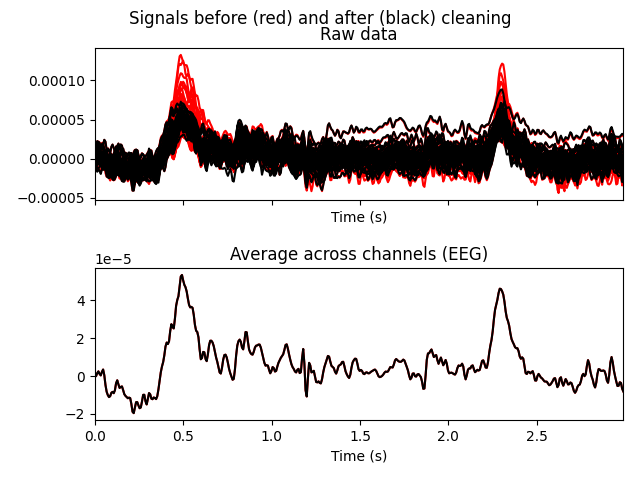 Signals before (red) and after (black) cleaning
Raw data
0.00010
0.00005
0.00000
−0.00005
Time (s)
Average across channels (EEG)
1e−5
4
2
0
−2
0.0 0.5 1.0 1.5 2.0 2.5
Time (s)